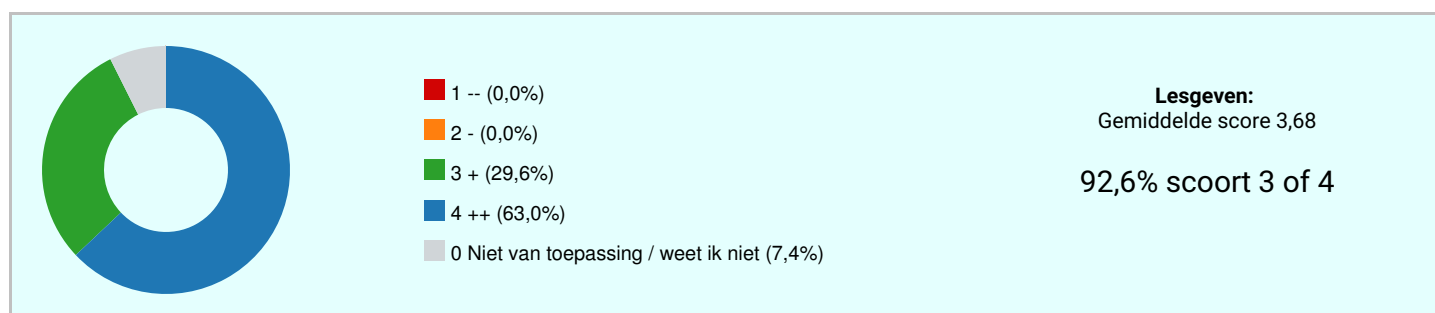 1 -- (0,0%)
2 - (0,0%)
3 + (29,6%)
4 ++ (63,0%)
0 Niet van toepassing / weet ik niet (7,4%)
Lesgeven:
Gemiddelde score 3,68
92,6% scoort 3 of 4